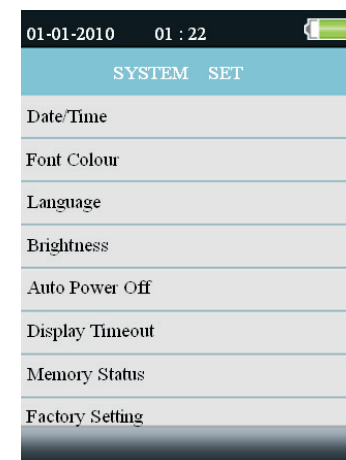 01-01-2010 01 : 22
SYSTEM SET
Date/Time
Font Colour
Language
Brightness
Auto Power Off
Display Timeout
Memory Status
Factory Setting